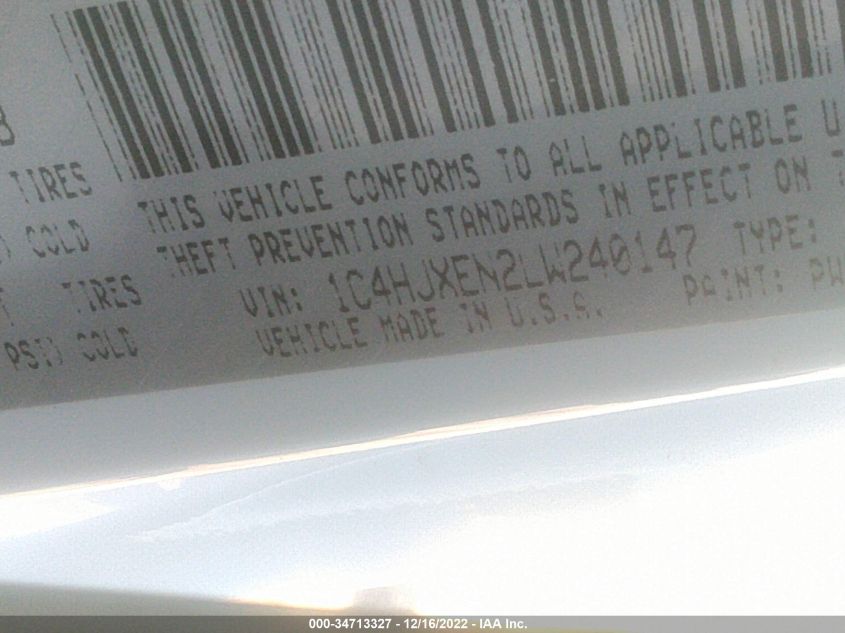 B
TIRES
COLD
TIRES
PSI) COLD
THIS VEHICLE CONFORMS TO ALL APPLICABLE U
THEFT PREVENTION STANDARDS IN EFFECT ON
VIN: 1C4HJXEN2LW240147 TYPE:
VEHICLE MADE IN U.S.A. PAINT: PW
000-34713327 - 12/16/2022 - IAA Inc.